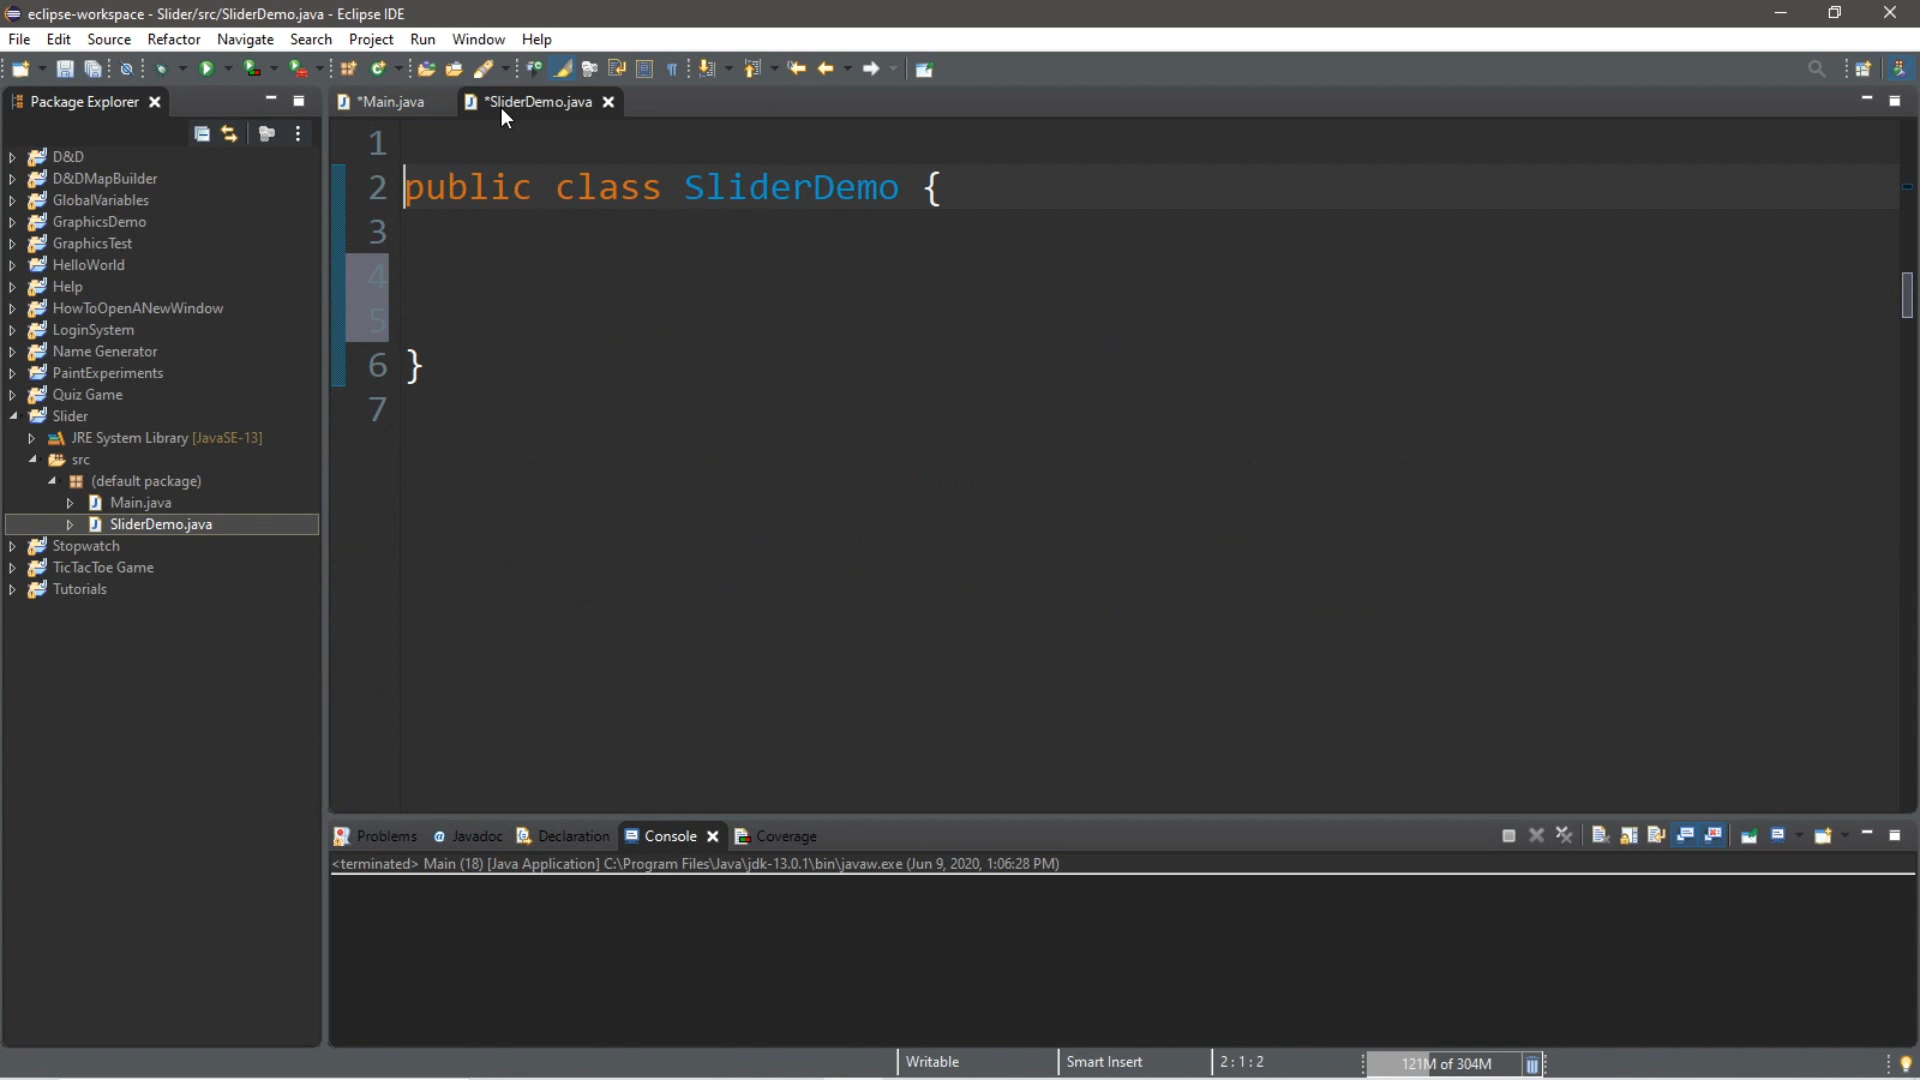 eclipse-workspace - Slider/src/SliderDemo.java - Eclipse IDE
File Edit Source Refactor Navigate Search Project Run Window Help
Package Explorer
*Main.java
*SliderDemo.java
D&D
D&DMapBuilder
GlobalVariables
GraphicsDemo
GraphicsTest
HelloWorld
Help
HowToOpenANewWindow
LoginSystem
Name Generator
PaintExperiments
Quiz Game
Slider
JRE System Library [JavaSE-13]
src
(default package)
Main.java
SliderDemo.java
Stopwatch
TicTacToe Game
Tutorials
1
2 public class SliderDemo {
3
4
5
6 }
7
Problems @ Javadoc Declaration Console Coverage
<terminated> Main (18) [Java Application] C:\Program Files\Java\jdk-13.0.1\bin\javaw.exe (Jun 9, 2020, 1:06:28 PM)
Writable Smart Insert 2 : 1 : 2 121M of 304M